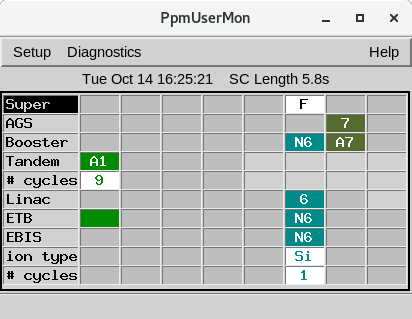 PpmUserMon
Setup Diagnostics Help
Tue Oct 14 16:25:21 SC Length 5.8s
Super F
AGS 7
Booster N6 A7
Tandem A1
# cycles 9
Linac 6
ETB N6
EBIS N6
ion type Si
# cycles 1